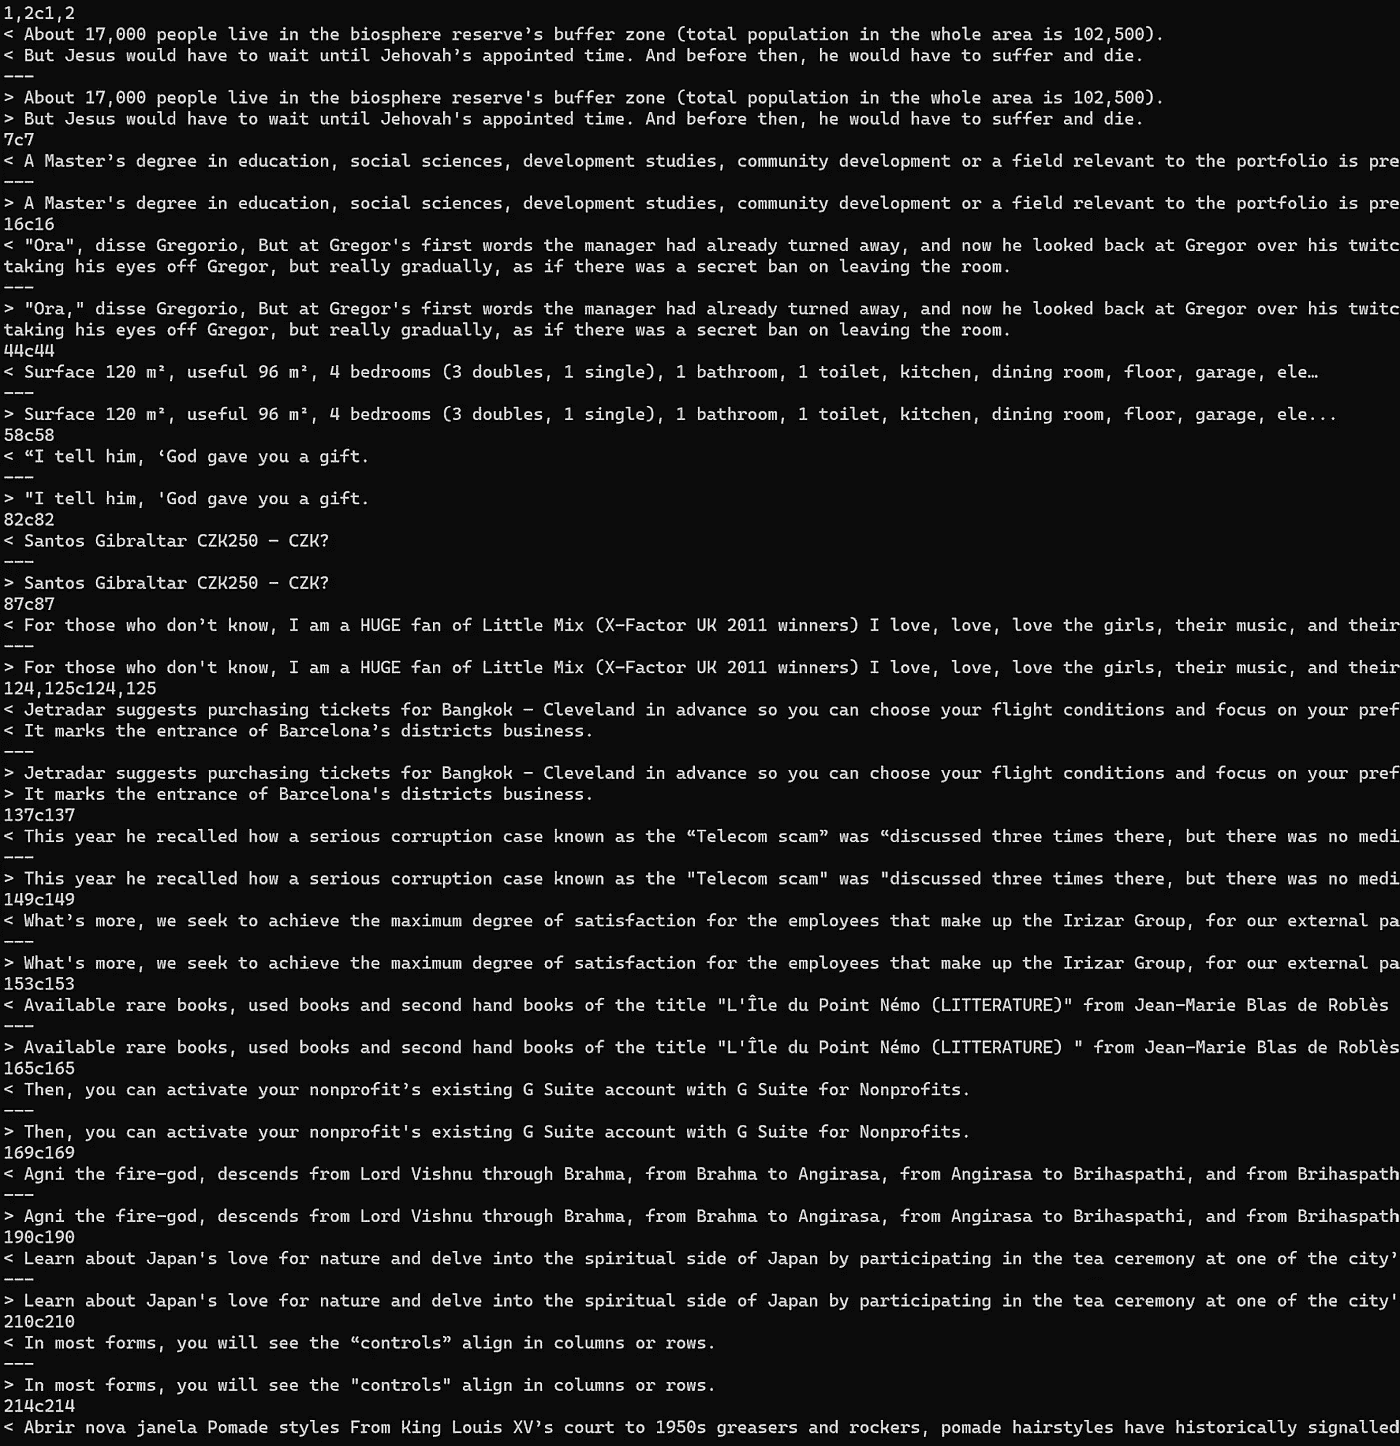 1,2c1,2
< About 17,000 people live in the biosphere reserve’s buffer zone (total population in the whole area is 102,500).
< But Jesus would have to wait until Jehovah’s appointed time. And before then, he would have to suffer and die.
---
> About 17,000 people live in the biosphere reserve's buffer zone (total population in the whole area is 102,500).
> But Jesus would have to wait until Jehovah's appointed time. And before then, he would have to suffer and die.
7c7
< A Master’s degree in education, social sciences, development studies, community development or a field relevant to the portfolio is pre
---
> A Master's degree in education, social sciences, development studies, community development or a field relevant to the portfolio is pre
16c16
< "Ora", disse Gregorio, But at Gregor's first words the manager had already turned away, and now he looked back at Gregor over his twitc
taking his eyes off Gregor, but really gradually, as if there was a secret ban on leaving the room.
---
> "Ora," disse Gregorio, But at Gregor's first words the manager had already turned away, and now he looked back at Gregor over his twitc
taking his eyes off Gregor, but really gradually, as if there was a secret ban on leaving the room.
44c44
< Surface 120 m², useful 96 m², 4 bedrooms (3 doubles, 1 single), 1 bathroom, 1 toilet, kitchen, dining room, floor, garage, ele…
---
> Surface 120 m², useful 96 m², 4 bedrooms (3 doubles, 1 single), 1 bathroom, 1 toilet, kitchen, dining room, floor, garage, ele...
58c58
< “I tell him, ‘God gave you a gift.
---
> "I tell him, 'God gave you a gift.
82c82
< Santos Gibraltar CZK250 – CZK?
---
> Santos Gibraltar CZK250 - CZK?
87c87
< For those who don’t know, I am a HUGE fan of Little Mix (X-Factor UK 2011 winners) I love, love, love the girls, their music, and their
---
> For those who don't know, I am a HUGE fan of Little Mix (X-Factor UK 2011 winners) I love, love, love the girls, their music, and their
124,125c124,125
< Jetradar suggests purchasing tickets for Bangkok – Cleveland in advance so you can choose your flight conditions and focus on your pref
< It marks the entrance of Barcelona’s districts business.
---
> Jetradar suggests purchasing tickets for Bangkok - Cleveland in advance so you can choose your flight conditions and focus on your pref
> It marks the entrance of Barcelona's districts business.
137c137
< This year he recalled how a serious corruption case known as the “Telecom scam” was “discussed three times there, but there was no medi
---
> This year he recalled how a serious corruption case known as the "Telecom scam" was "discussed three times there, but there was no medi
149c149
< What’s more, we seek to achieve the maximum degree of satisfaction for the employees that make up the Irizar Group, for our external pa
---
> What's more, we seek to achieve the maximum degree of satisfaction for the employees that make up the Irizar Group, for our external pa
153c153
< Available rare books, used books and second hand books of the title "L'Île du Point Némo (LITTERATURE)" from Jean-Marie Blas de Roblès
---
> Available rare books, used books and second hand books of the title "L'Île du Point Némo (LITTERATURE) " from Jean-Marie Blas de Roblès
165c165
< Then, you can activate your nonprofit’s existing G Suite account with G Suite for Nonprofits.
---
> Then, you can activate your nonprofit's existing G Suite account with G Suite for Nonprofits.
169c169
< Agni the fire-god, descends from Lord Vishnu through Brahma, from Brahma to Angirasa, from Angirasa to Brihaspathi, and from Brihaspath
---
> Agni the fire-god, descends from Lord Vishnu through Brahma, from Brahma to Angirasa, from Angirasa to Brihaspathi, and from Brihaspath
190c190
< Learn about Japan's love for nature and delve into the spiritual side of Japan by participating in the tea ceremony at one of the city’
---
> Learn about Japan's love for nature and delve into the spiritual side of Japan by participating in the tea ceremony at one of the city'
210c210
< In most forms, you will see the “controls” align in columns or rows.
---
> In most forms, you will see the "controls" align in columns or rows.
214c214
< Abrir nova janela Pomade styles From King Louis XV’s court to 1950s greasers and rockers, pomade hairstyles have historically signalled